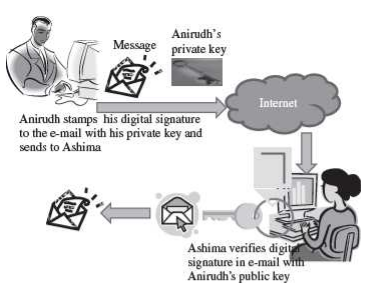 Anirudh's
private key
Message
Internet
Anirudh stamps his digital signature
to the e-mail with his private key and
sends to Ashima
Ashima verifies digital
signature in e-mail with
Anirudh's public key